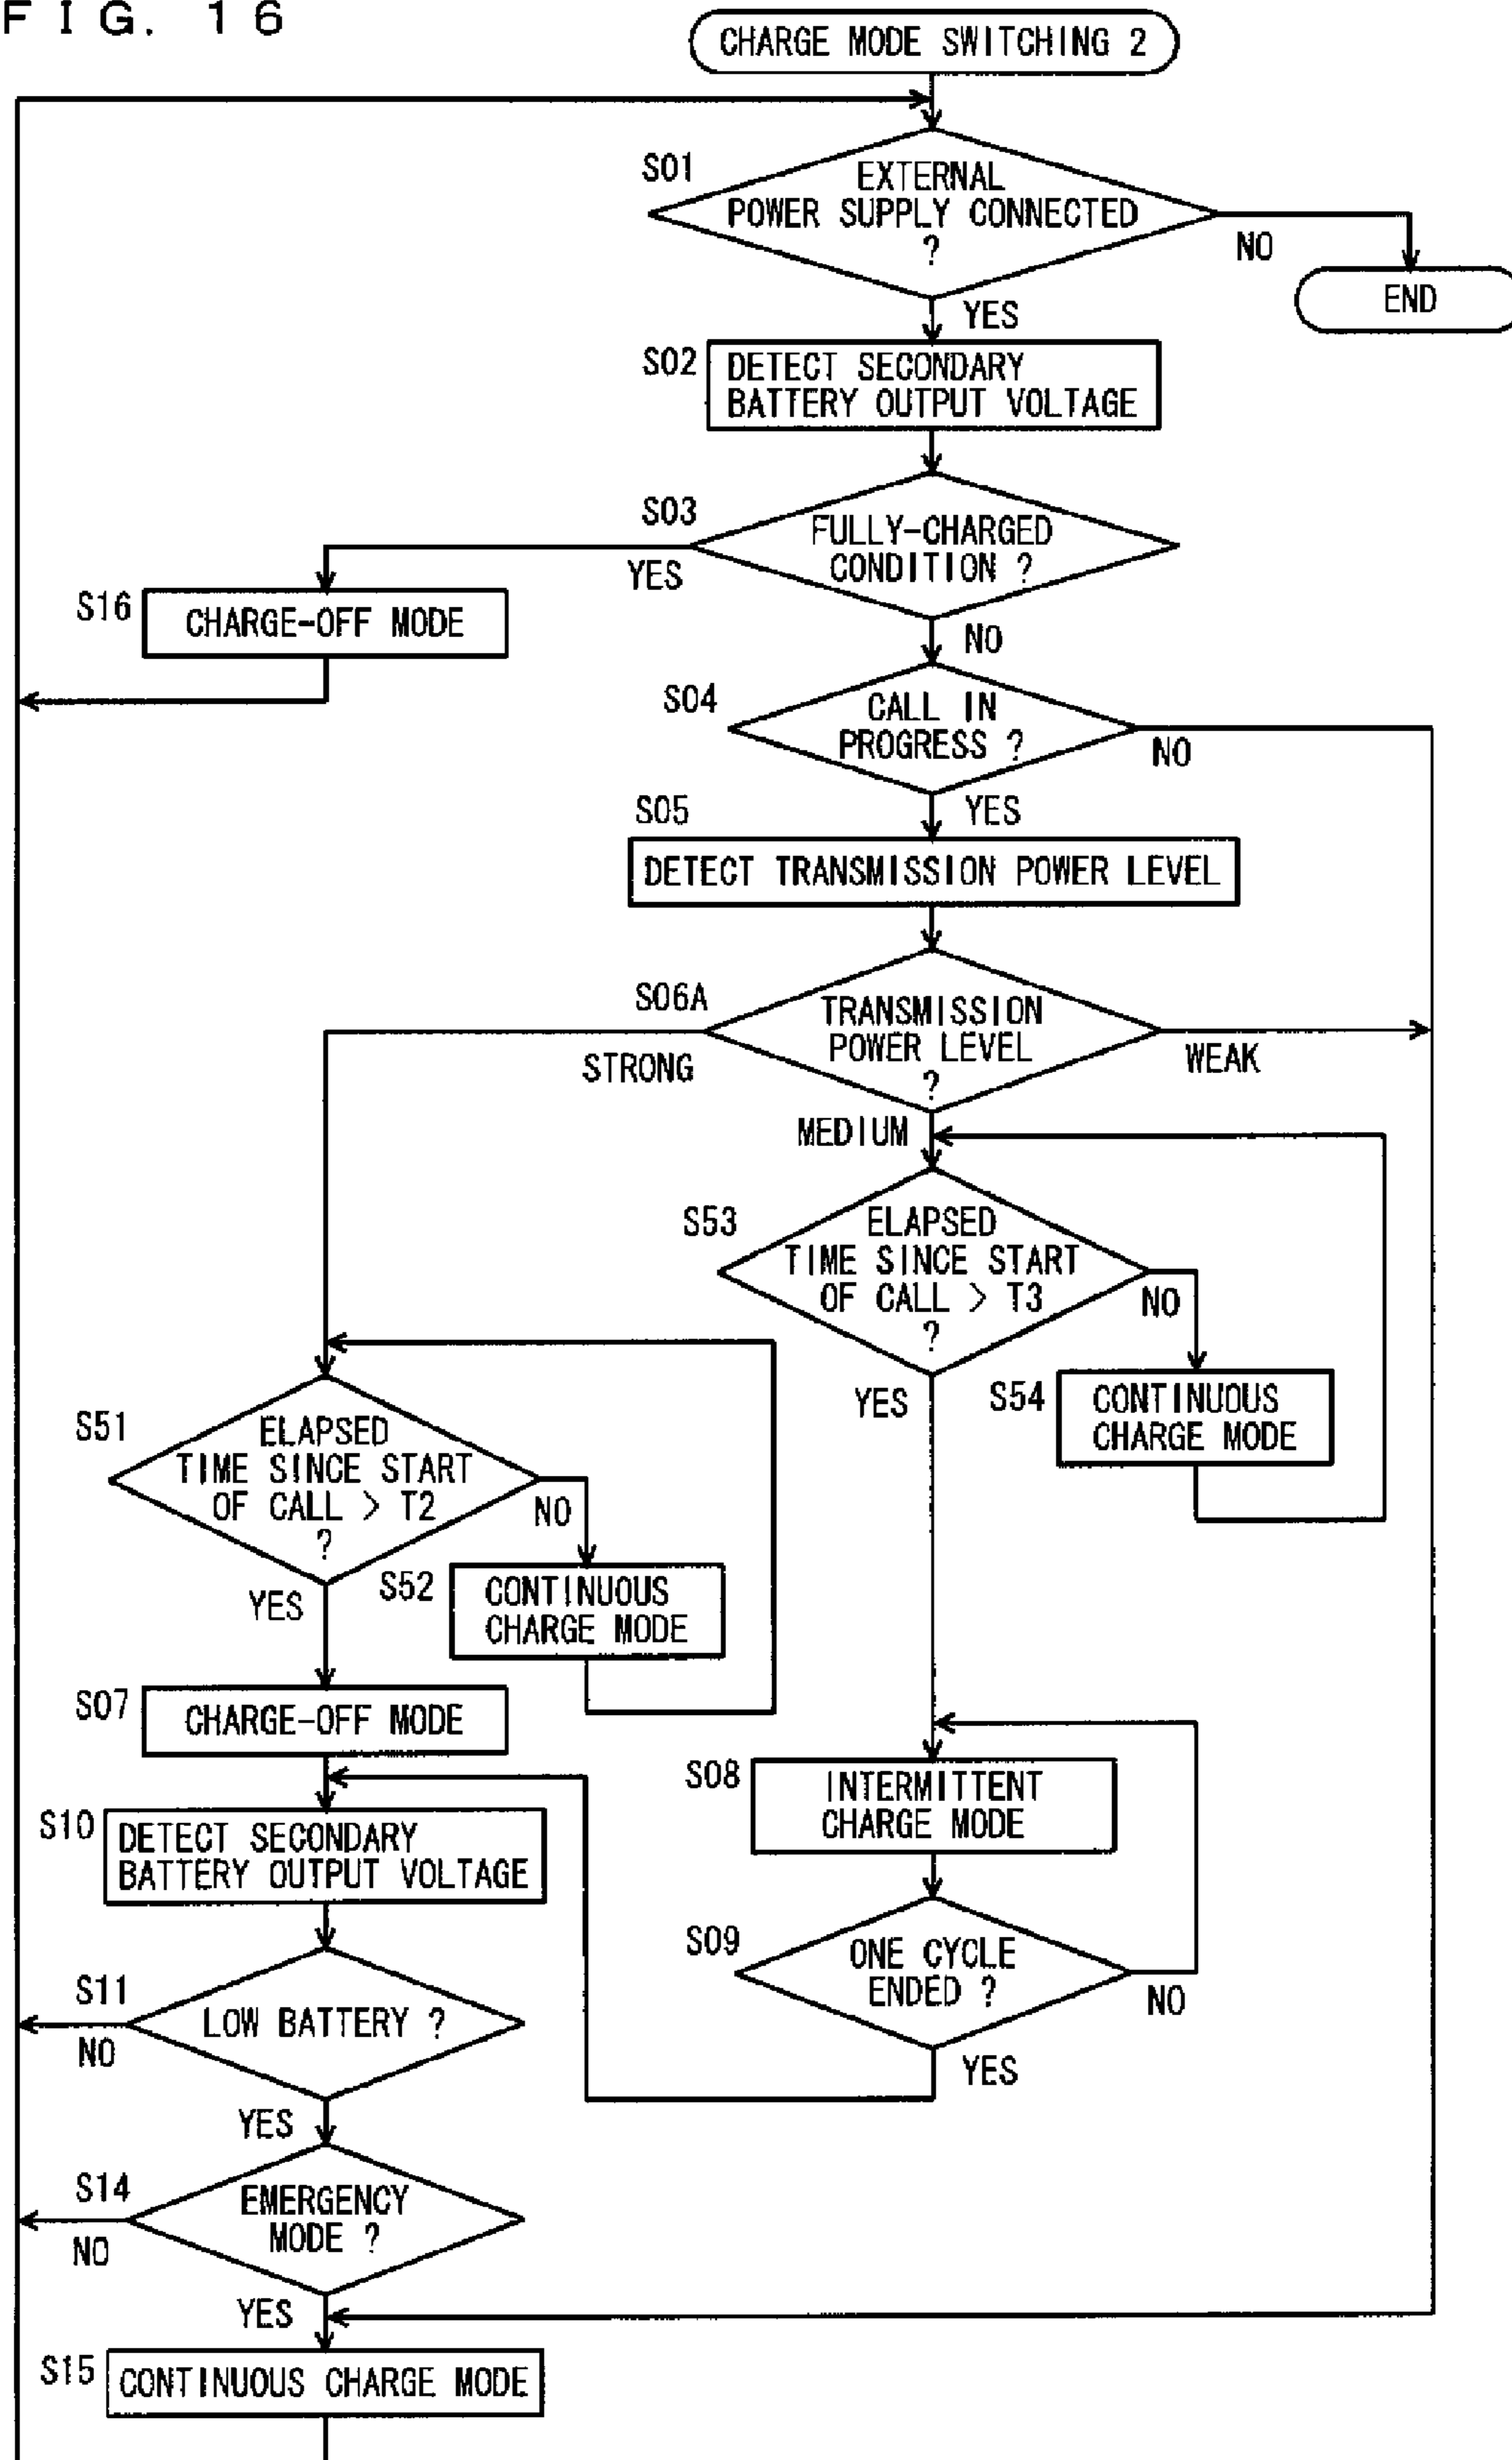 FIG. 16
CHARGE MODE SWITCHING 2
S01
EXTERNAL
POWER SUPPLY CONNECTED
?
NO
END
YES
S02
DETECT SECONDARY
BATTERY OUTPUT VOLTAGE
S03
FULLY-CHARGED
CONDITION ?
YES
NO
S16
CHARGE-OFF MODE
S04
CALL IN
PROGRESS ?
NO
YES
S05
DETECT TRANSMISSION POWER LEVEL
S06A
TRANSMISSION
POWER LEVEL
?
STRONG
WEAK
MEDIUM
S53
ELAPSED
TIME SINCE START
OF CALL > T3
?
NO
YES
S54
CONTINUOUS
CHARGE MODE
S51
ELAPSED
TIME SINCE START
OF CALL > T2
?
NO
YES
S52
CONTINUOUS
CHARGE MODE
S07
CHARGE-OFF MODE
S08
INTERMITTENT
CHARGE MODE
S10
DETECT SECONDARY
BATTERY OUTPUT VOLTAGE
S09
ONE CYCLE
ENDED ?
NO
YES
S11
LOW BATTERY ?
NO
YES
S14
EMERGENCY
MODE ?
NO
YES
S15
CONTINUOUS CHARGE MODE